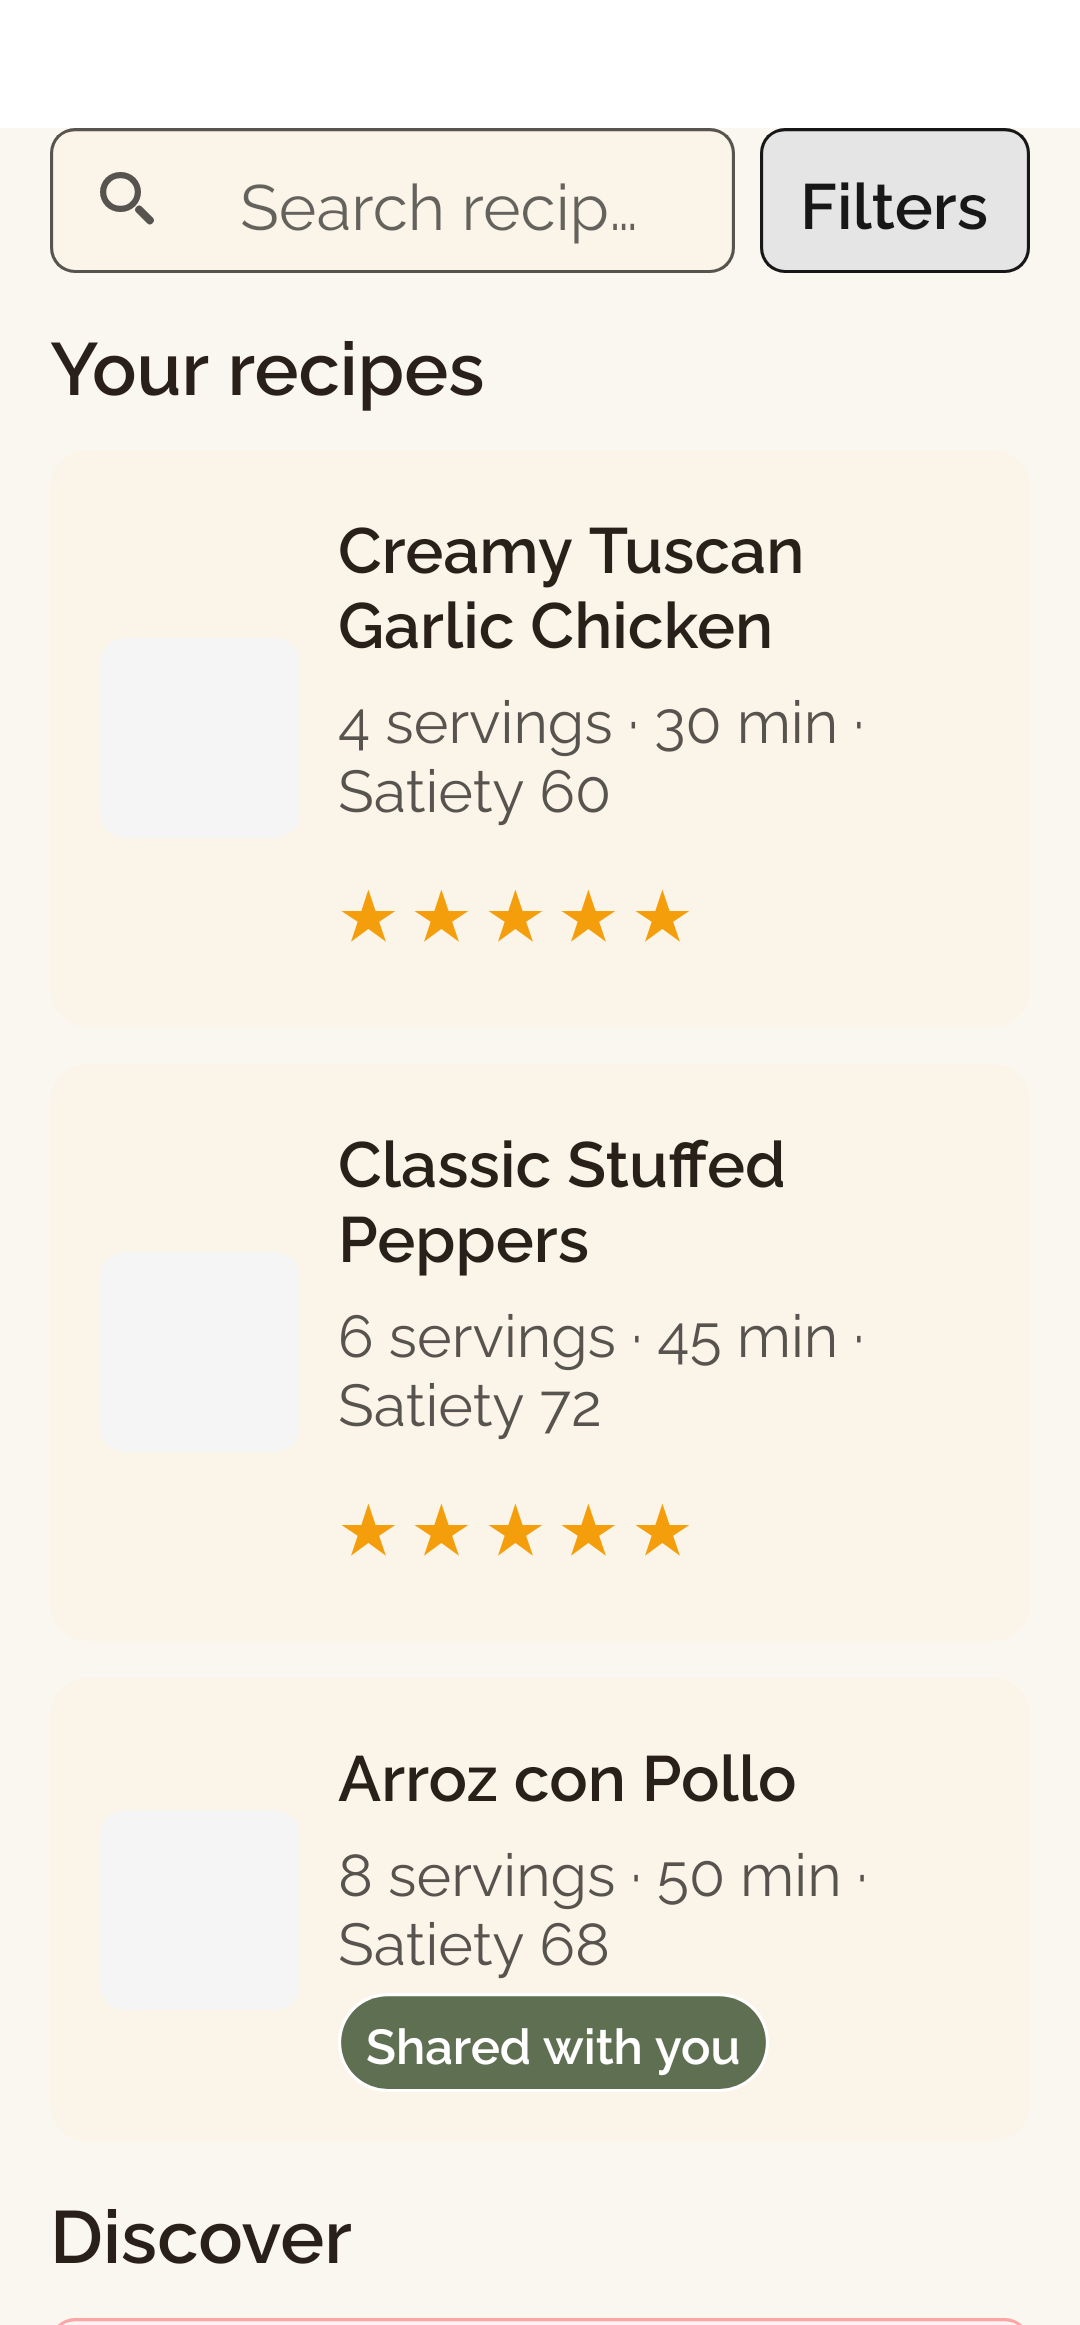 Search recip...
Filters
Your recipes
Creamy Tuscan
Garlic Chicken
4 servings · 30 min ·
Satiety 60
★ ★ ★ ★ ★
Classic Stuffed
Peppers
6 servings · 45 min ·
Satiety 72
★ ★ ★ ★ ★
Arroz con Pollo
8 servings · 50 min ·
Satiety 68
Shared with you
Discover